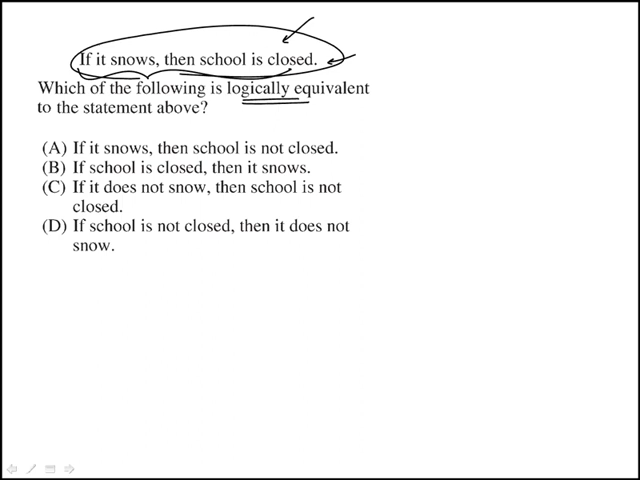 If it snows, then school is closed.
Which of the following is logically equivalent
to the statement above?
(A) If it snows, then school is not closed.
(B) If school is closed, then it snows.
(C) If it does not snow, then school is not
closed.
(D) If school is not closed, then it does not
snow.